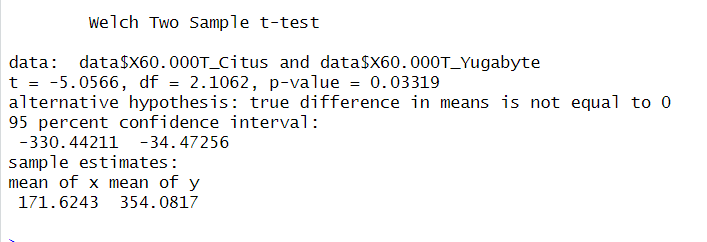 Welch Two Sample t-test
data:  data$X60.000T_Citus and data$X60.000T_Yugabyte
t = -5.0566, df = 2.1062, p-value = 0.03319
alternative hypothesis: true difference in means is not equal to 0
95 percent confidence interval:
 -330.44211  -34.47256
sample estimates:
mean of x mean of y
 171.6243  354.0817